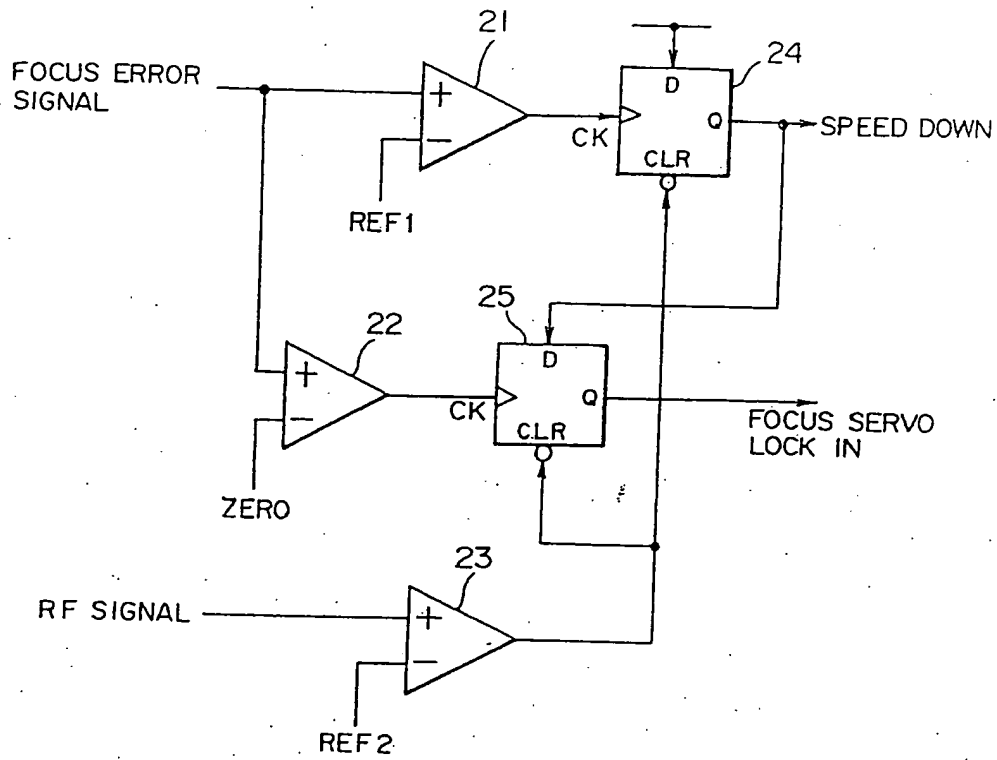 21
24
FOCUS ERROR
SIGNAL
+
−
REF1
CK
D
Q
CLR
SPEED DOWN
25
22
+
−
ZERO
CK
D
Q
CLR
FOCUS SERVO
LOCK IN
23
RF SIGNAL
+
−
REF2